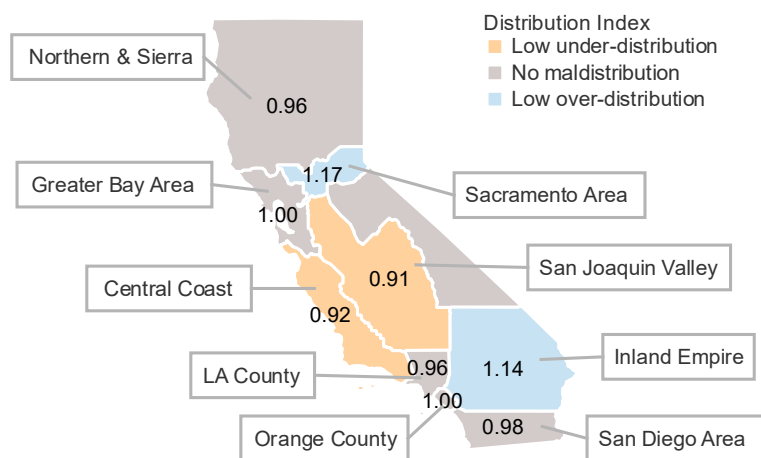 Distribution Index
Low under-distribution
No maldistribution
Low over-distribution
Northern & Sierra
0.96
1.17
Greater Bay Area
Sacramento Area
1.00
San Joaquin Valley
0.91
Central Coast
0.92
Inland Empire
0.96
1.14
LA County
1.00
0.98
Orange County
San Diego Area